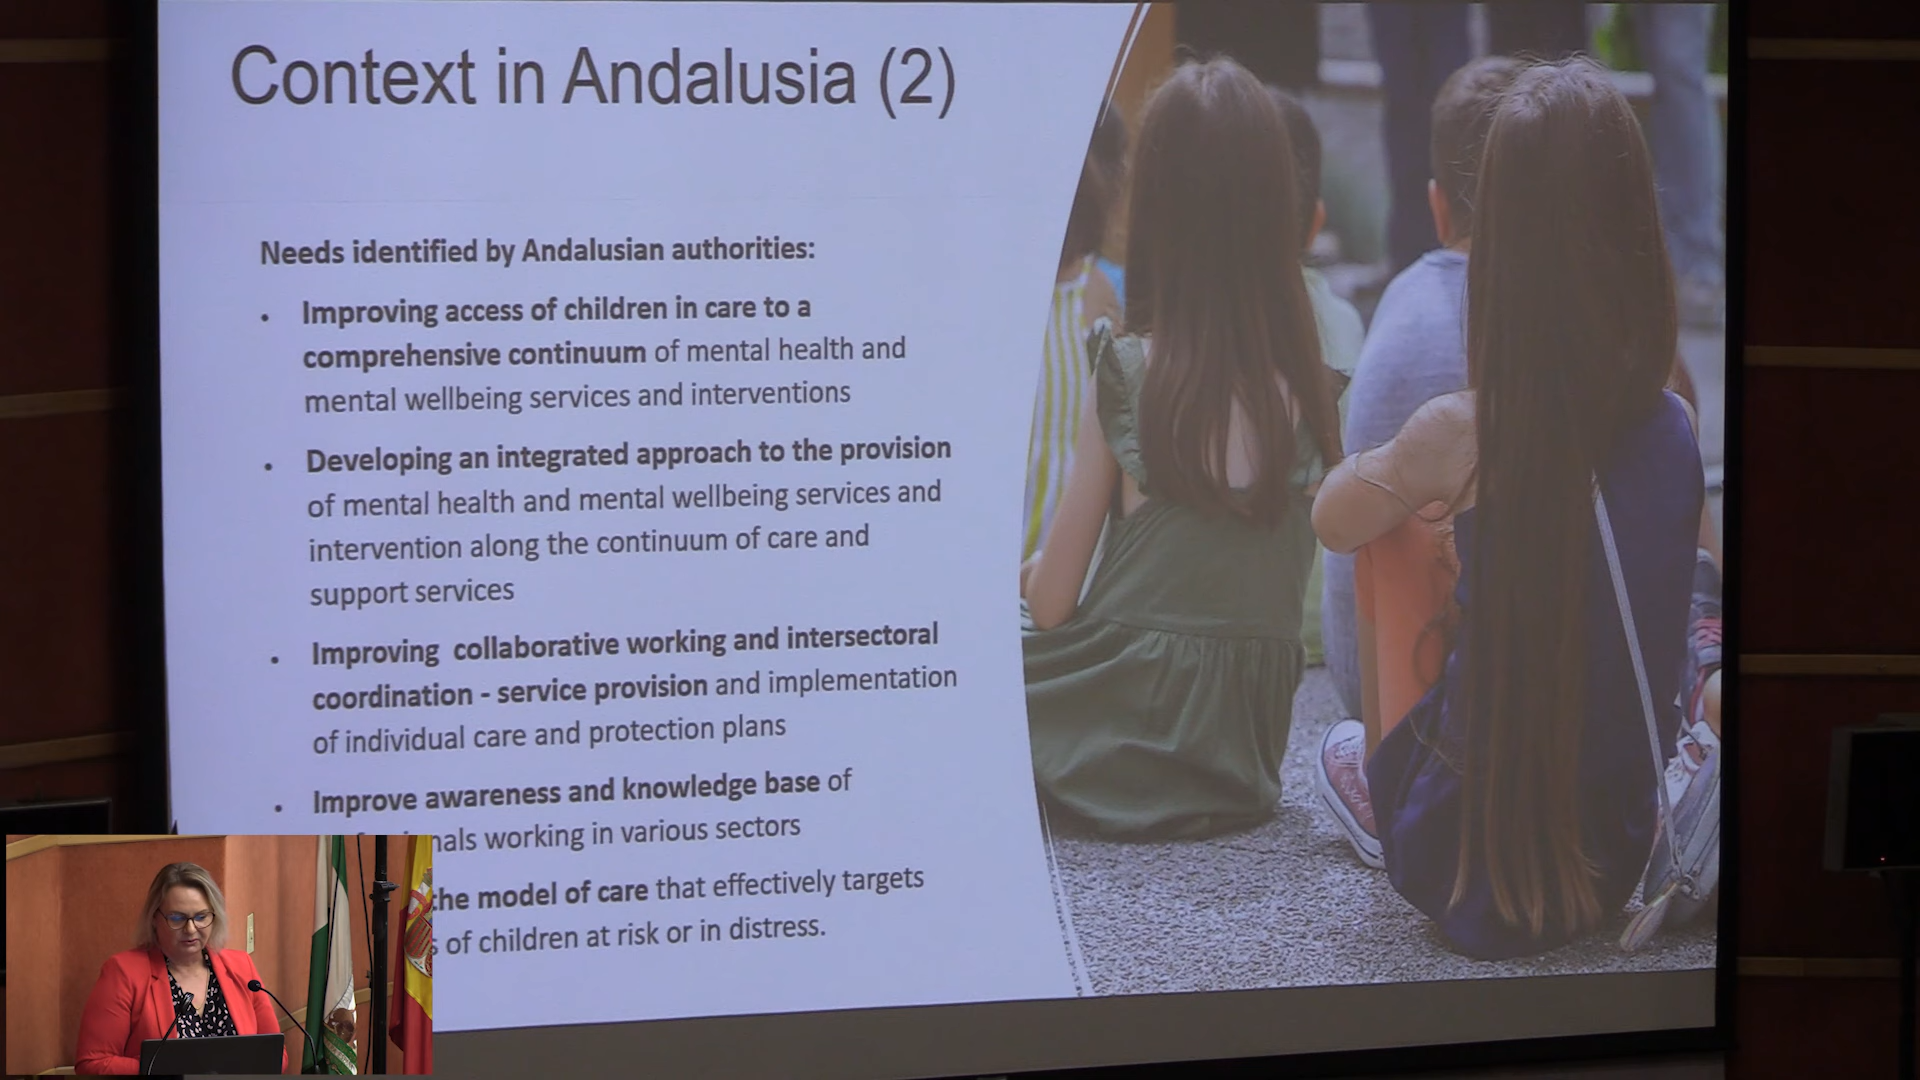 Context in Andalusia (2)
Needs identified by Andalusian authorities:
• Improving access of children in care to a
comprehensive continuum of mental health and
mental wellbeing services and interventions
• Developing an integrated approach to the provision
of mental health and mental wellbeing services and
intervention along the continuum of care and
support services
• Improving collaborative working and intersectoral
coordination - service provision and implementation
of individual care and protection plans
• Improve awareness and knowledge base of
working in various sectors
the model of care that effectively targets
of children at risk or in distress.